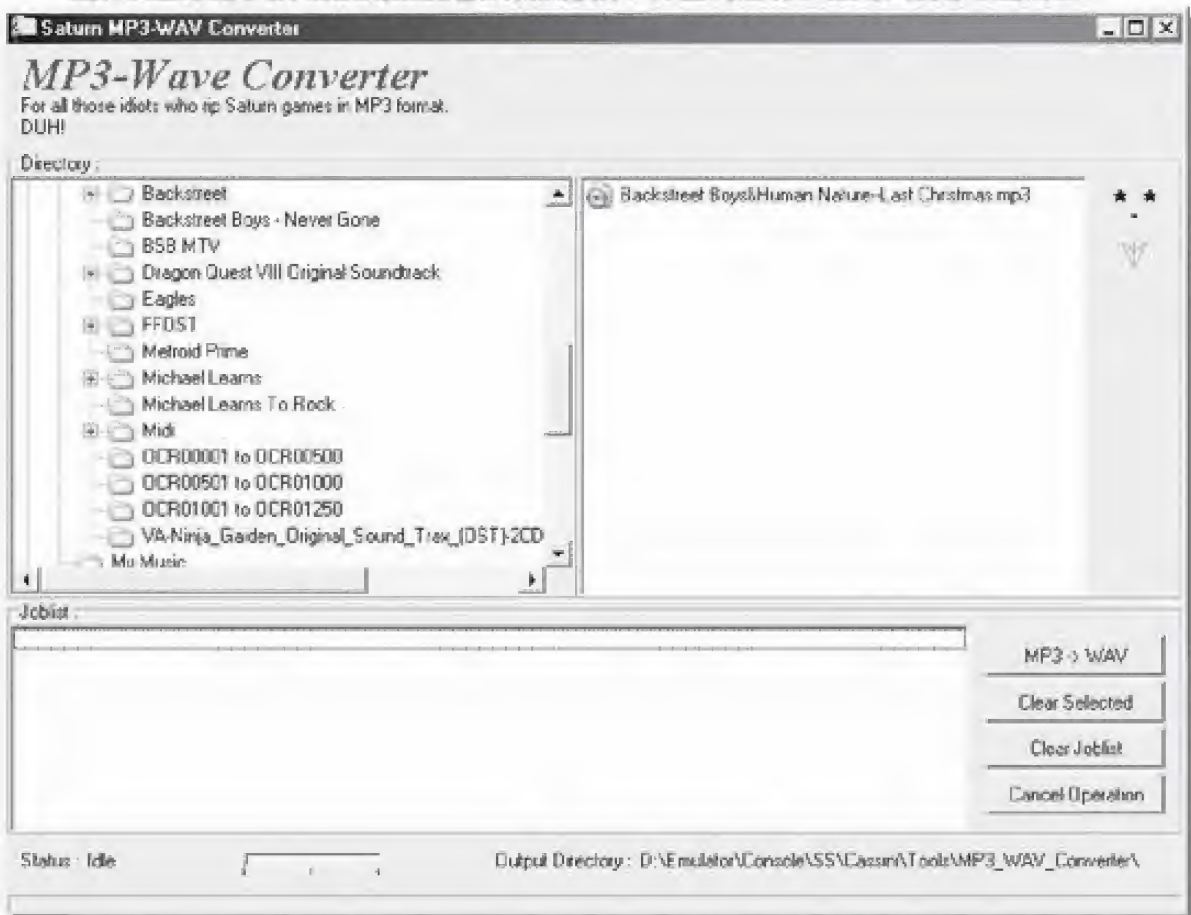 Saturn MP3-WAV Converter
MP3-Wave Converter
For all those idiots who rip Saturn games in MP3 format.
DUH!
Directory :
Backstreet
Backstreet Boys - Never Gone
BSB MTV
Dragon Quest VIII Original Soundtrack
Eagles
FFOST
Metroid Prime
Michael Learns
Michael Learns To Rock
Midi
OCR00001 to OCR00500
OCR00501 to OCR01000
OCR01001 to OCR01250
VA-Ninja_Gaiden_Original_Sound_Trax_(OST)-2CD
My Music
Backstreet Boys&Human Nature-Last Christmas.mp3
* *
-
Joblist :
MP3 -> WAV
Clear Selected
Clear Joblist
Cancel Operation
Status : Idle
Output Directory : D:\Emulator\Console\SS\Cassini\Tools\MP3_WAV_Converter\